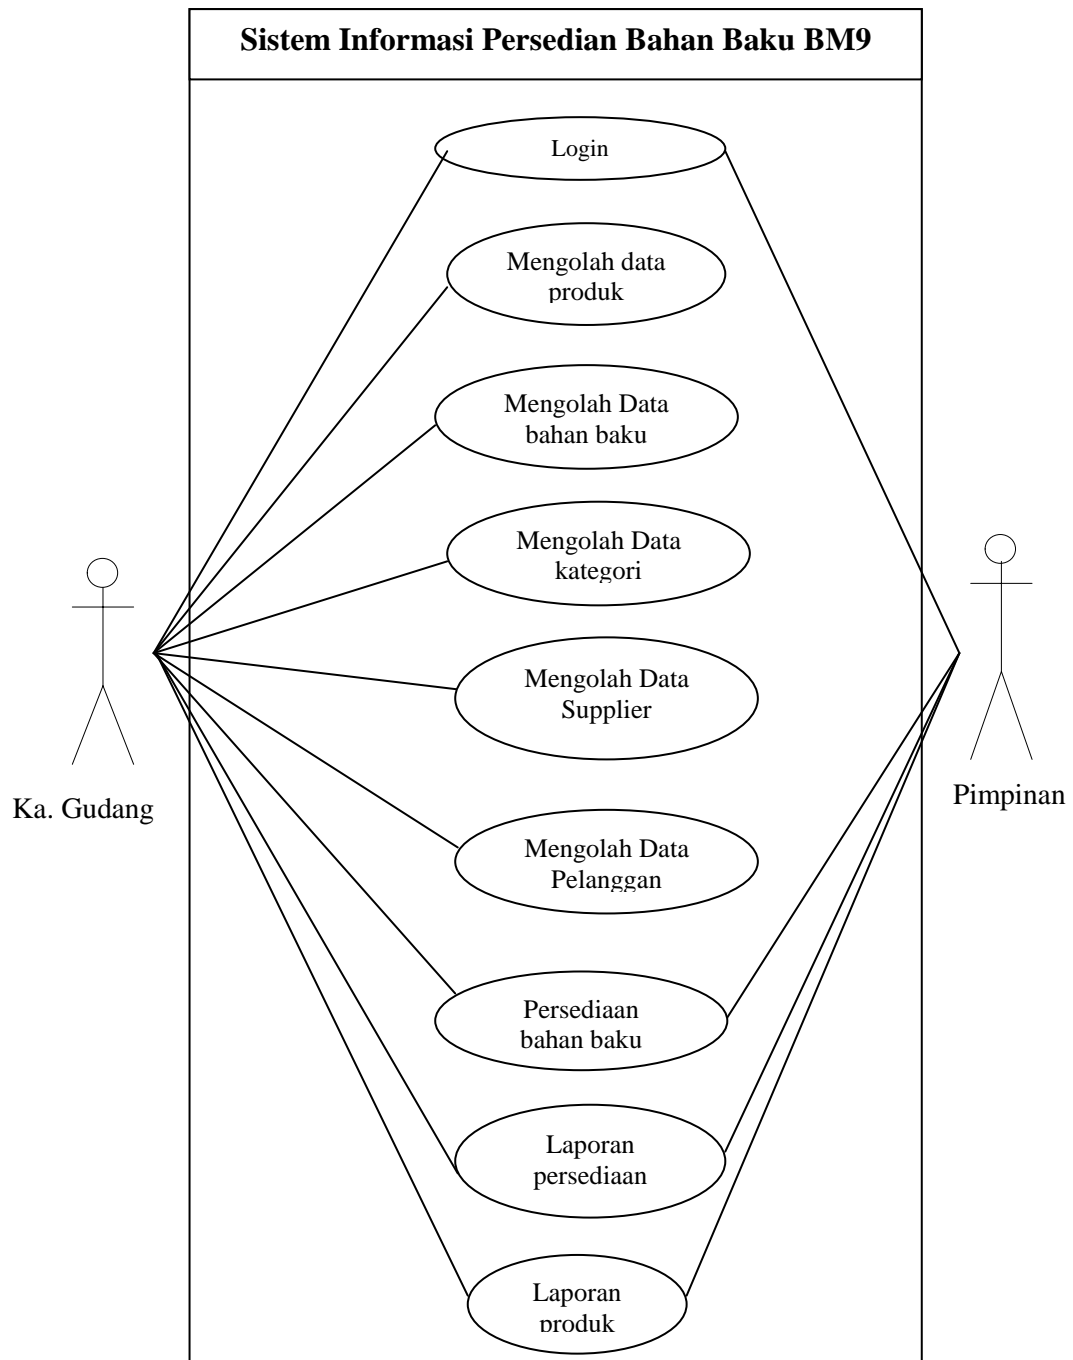 Sistem Informasi Persedian Bahan Baku BM9
Login
Mengolah data
produk
Mengolah Data
bahan baku
Mengolah Data
kategori
Mengolah Data
Supplier
Ka. Gudang
Pimpinan
Mengolah Data
Pelanggan
Persediaan
bahan baku
Laporan
persediaan
Laporan
produk